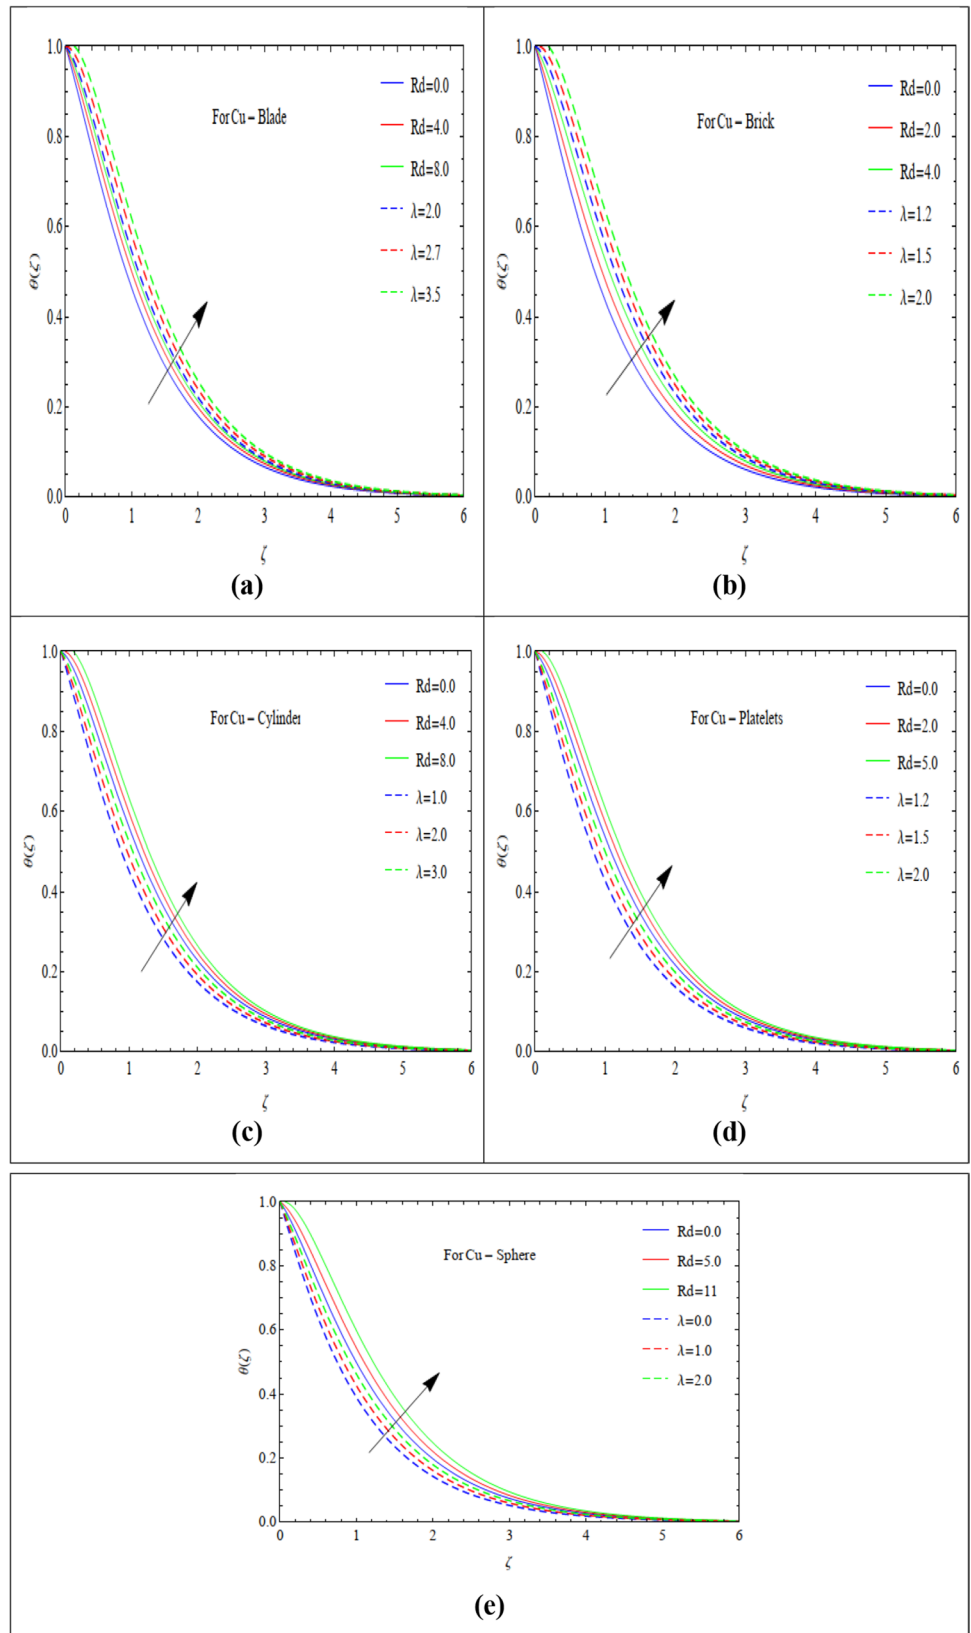 1.0
0.8
0.6
0.4
0.2
0.0
θ(ζ)
For Cu – Blade
Rd=0.0
Rd=4.0
Rd=8.0
λ=2.0
λ=2.7
λ=3.5
0 1 2 3 4 5 6
ζ
(a)
1.0
0.8
0.6
0.4
0.2
0.0
θ(ζ)
For Cu – Brick
Rd=0.0
Rd=2.0
Rd=4.0
λ=1.2
λ=1.5
λ=2.0
0 1 2 3 4 5 6
ζ
(b)
1.0
0.8
0.6
0.4
0.2
0.0
θ(ζ)
For Cu – Cylinder
Rd=0.0
Rd=4.0
Rd=8.0
λ=1.0
λ=2.0
λ=3.0
0 1 2 3 4 5 6
ζ
(c)
1.0
0.8
0.6
0.4
0.2
0.0
θ(ζ)
For Cu – Platelets
Rd=0.0
Rd=2.0
Rd=5.0
λ=1.2
λ=1.5
λ=2.0
0 1 2 3 4 5 6
ζ
(d)
1.0
0.8
0.6
0.4
0.2
0.0
θ(ζ)
For Cu – Sphere
Rd=0.0
Rd=5.0
Rd=11
λ=0.0
λ=1.0
λ=2.0
0 1 2 3 4 5 6
ζ
(e)